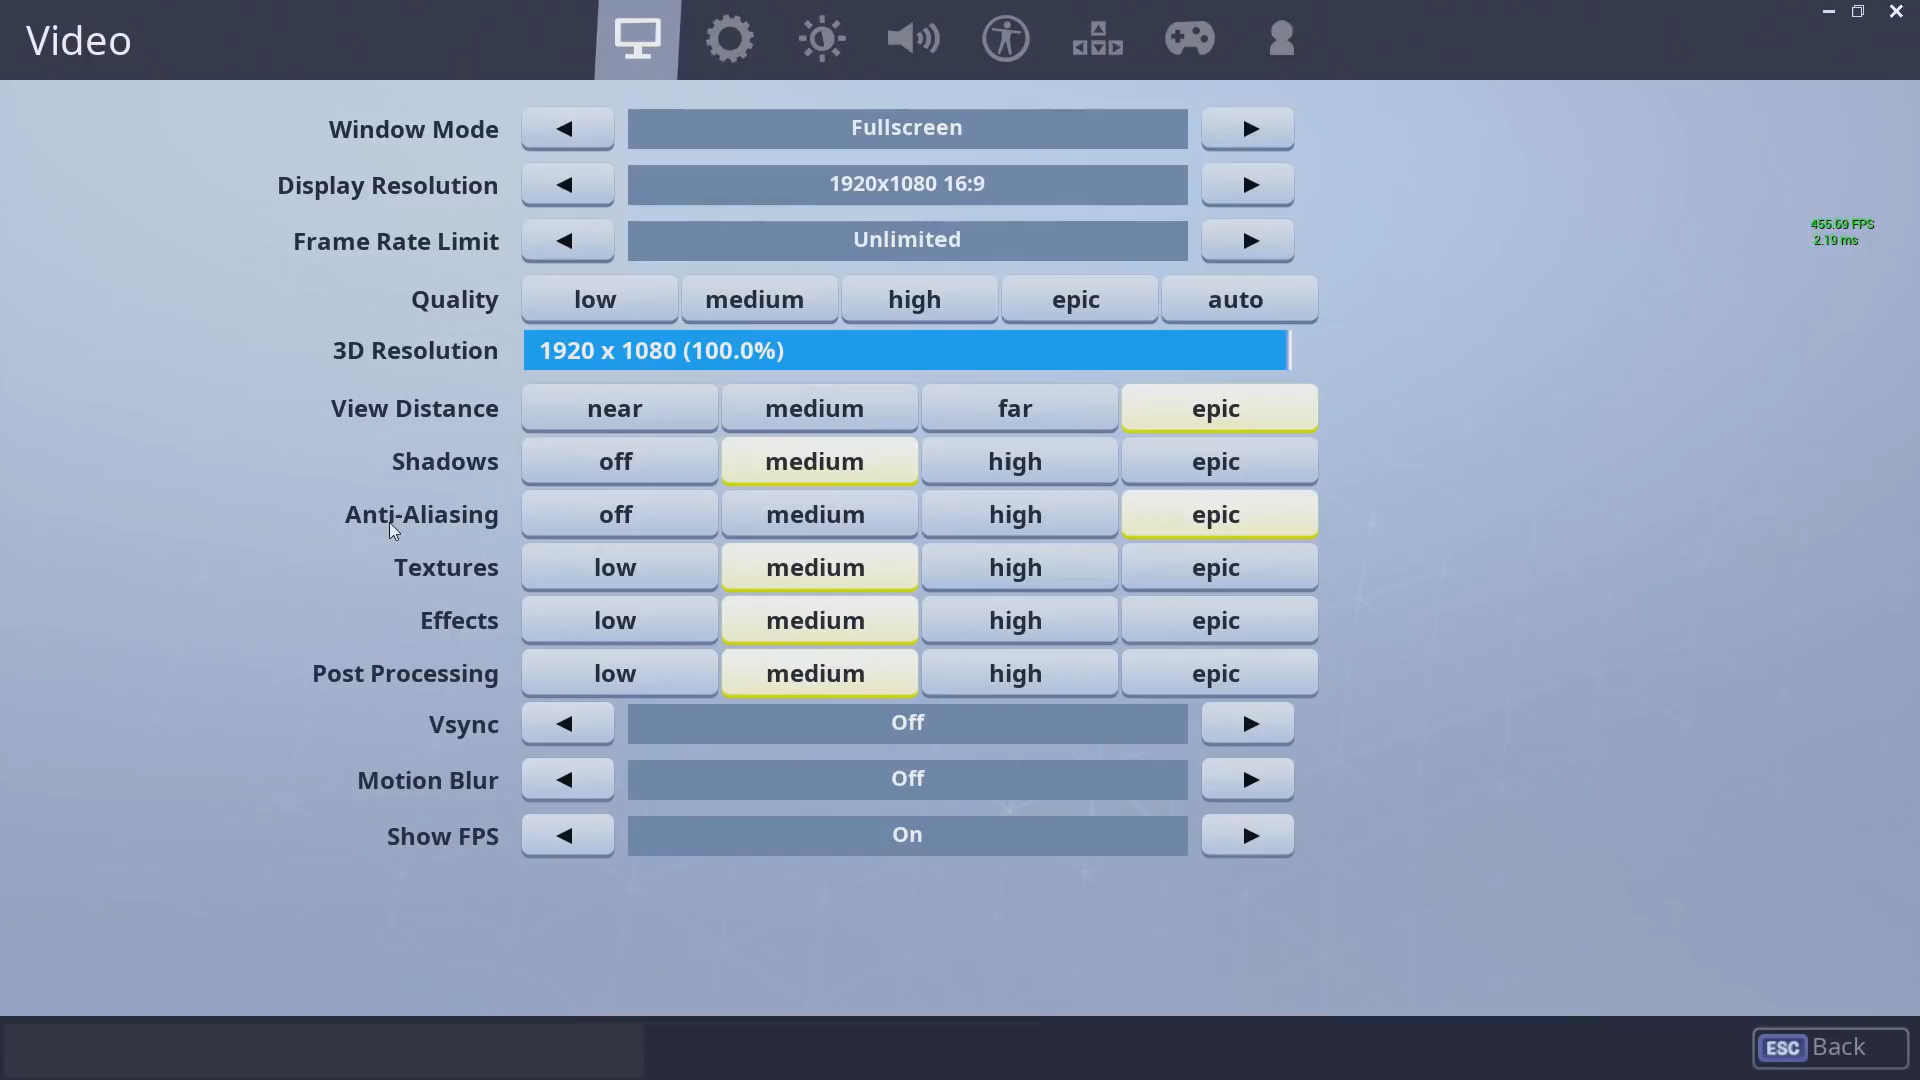 Video
Window Mode Fullscreen
Display Resolution 1920x1080 16:9
455.69 FPS
2.19 ms
Frame Rate Limit Unlimited
Quality low medium high epic auto
3D Resolution 1920 x 1080 (100.0%)
View Distance near medium far epic
Shadows off medium high epic
Anti-Aliasing off medium high epic
Textures low medium high epic
Effects low medium high epic
Post Processing low medium high epic
Vsync Off
Motion Blur Off
Show FPS On
ESC Back